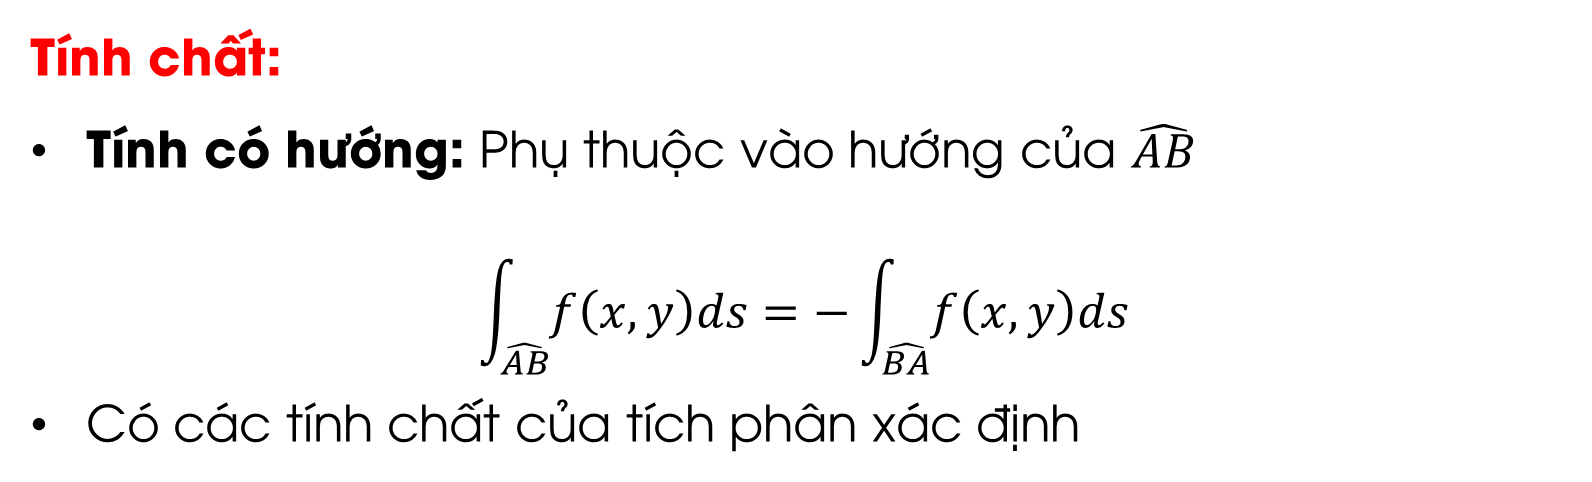 Tính chất:
• Tính có hướng: Phụ thuộc vào hướng của $\widehat{AB}$
$\int_{\widehat{AB}} f(x, y)ds = -\int_{\widehat{BA}} f(x, y)ds$
• Có các tính chất của tích phân xác định